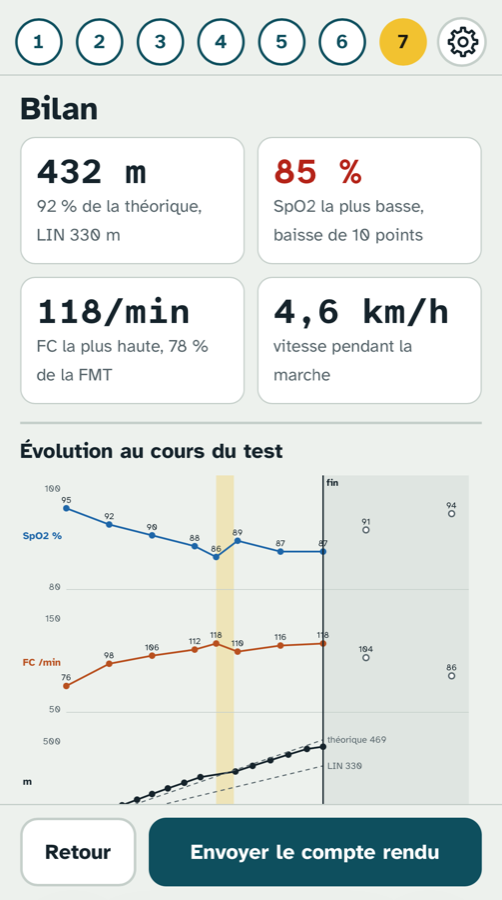 1 2 3 4 5 6 7
Bilan
432 m
92 % de la théorique,
LIN 330 m
85 %
SpO2 la plus basse,
baisse de 10 points
118/min
FC la plus haute, 78 %
de la FMT
4,6 km/h
vitesse pendant la
marche
Évolution au cours du test
fin
100
95 92 90 88 86 89 87 87 91 94
SpO2 %
80
150
76 98 106 112 118 110 116 118 104 86
FC /min
50
500
théorique 469
LIN 330
m
Retour
Envoyer le compte rendu